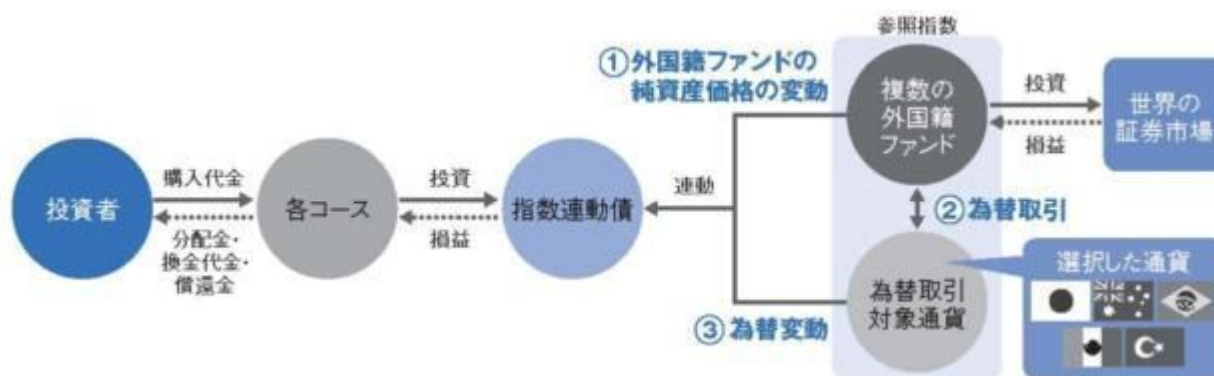 参照指数
①外国籍ファンドの
純資産価格の変動
複数の
外国籍
ファンド
投資
損益
世界の
証券市場
投資者
購入代金
分配金・
換金代金・
償還金
各コース
投資
損益
指数連動債
連動
②為替取引
選択した通貨
為替取引
対象通貨
③為替変動